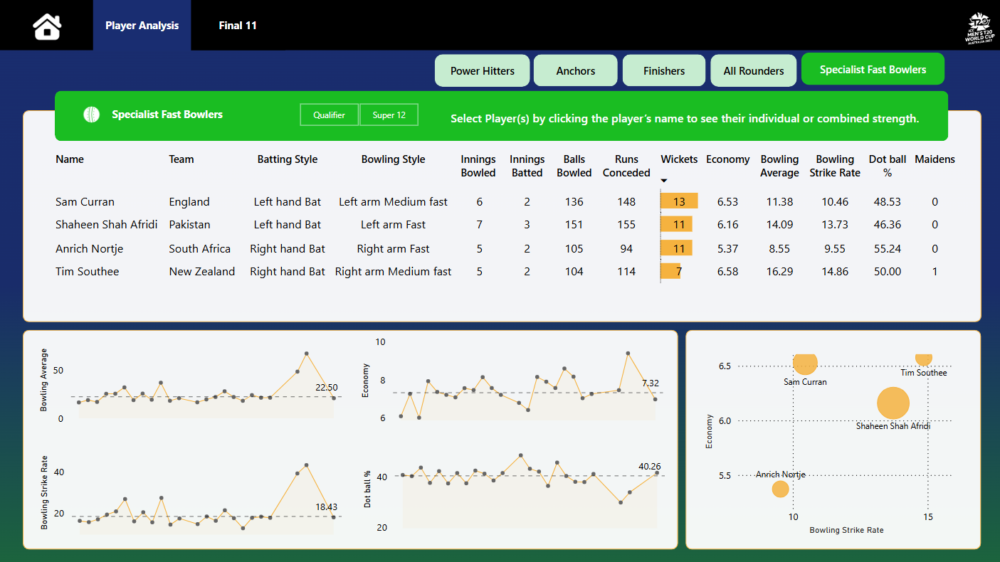 Player Analysis
Final 11
ICC
MEN'S T20
WORLD CUP
AUSTRALIA 2022
Power Hitters
Anchors
Finishers
All Rounders
Specialist Fast Bowlers
Specialist Fast Bowlers
Qualifier
Super 12
Select Player(s) by clicking the player's name to see their individual or combined strength.
Name Team Batting Style Bowling Style Innings Bowled Innings Batted Balls Bowled Runs Conceded Wickets Economy Bowling Average Bowling Strike Rate Dot ball % Maidens
Sam Curran England Left hand Bat Left arm Medium fast 6 2 136 148 13 6.53 11.38 10.46 48.53 0
Shaheen Shah Afridi Pakistan Left hand Bat Left arm Fast 7 3 151 155 11 6.16 14.09 13.73 46.36 0
Anrich Nortje South Africa Right hand Bat Right arm Fast 5 2 105 94 11 5.37 8.55 9.55 55.24 0
Tim Southee New Zealand Right hand Bat Right arm Medium fast 5 2 104 114 7 6.58 16.29 14.86 50.00 1
Bowling Average
50
0
22.50
Economy
10
8
6
7.32
Bowling Strike Rate
40
20
18.43
Dot ball %
40
20
40.26
Economy
6.5
6.0
5.5
Sam Curran
Tim Southee
Shaheen Shah Afridi
Anrich Nortje
10
15
Bowling Strike Rate